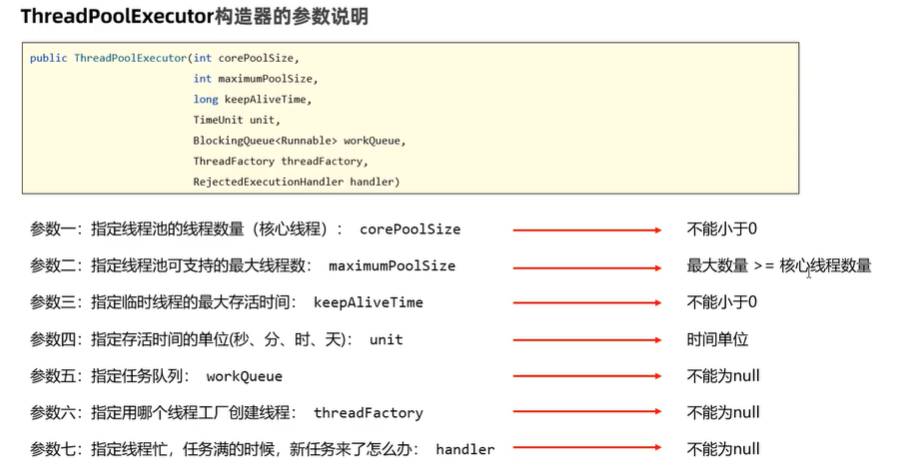 ThreadPoolExecutor构造器的参数说明
public ThreadPoolExecutor(int corePoolSize,
int maximumPoolSize,
long keepAliveTime,
TimeUnit unit,
BlockingQueue<Runnable> workQueue,
ThreadFactory threadFactory,
RejectedExecutionHandler handler)
参数一：指定线程池的线程数量（核心线程）： corePoolSize 不能小于0
参数二：指定线程池可支持的最大线程数： maximumPoolSize 最大数量 >= 核心线程数量
参数三：指定临时线程的最大存活时间： keepAliveTime 不能小于0
参数四：指定存活时间的单位(秒、分、时、天)： unit 时间单位
参数五：指定任务队列： workQueue 不能为null
参数六：指定用哪个线程工厂创建线程： threadFactory 不能为null
参数七：指定线程忙，任务满的时候，新任务来了怎么办： handler 不能为null